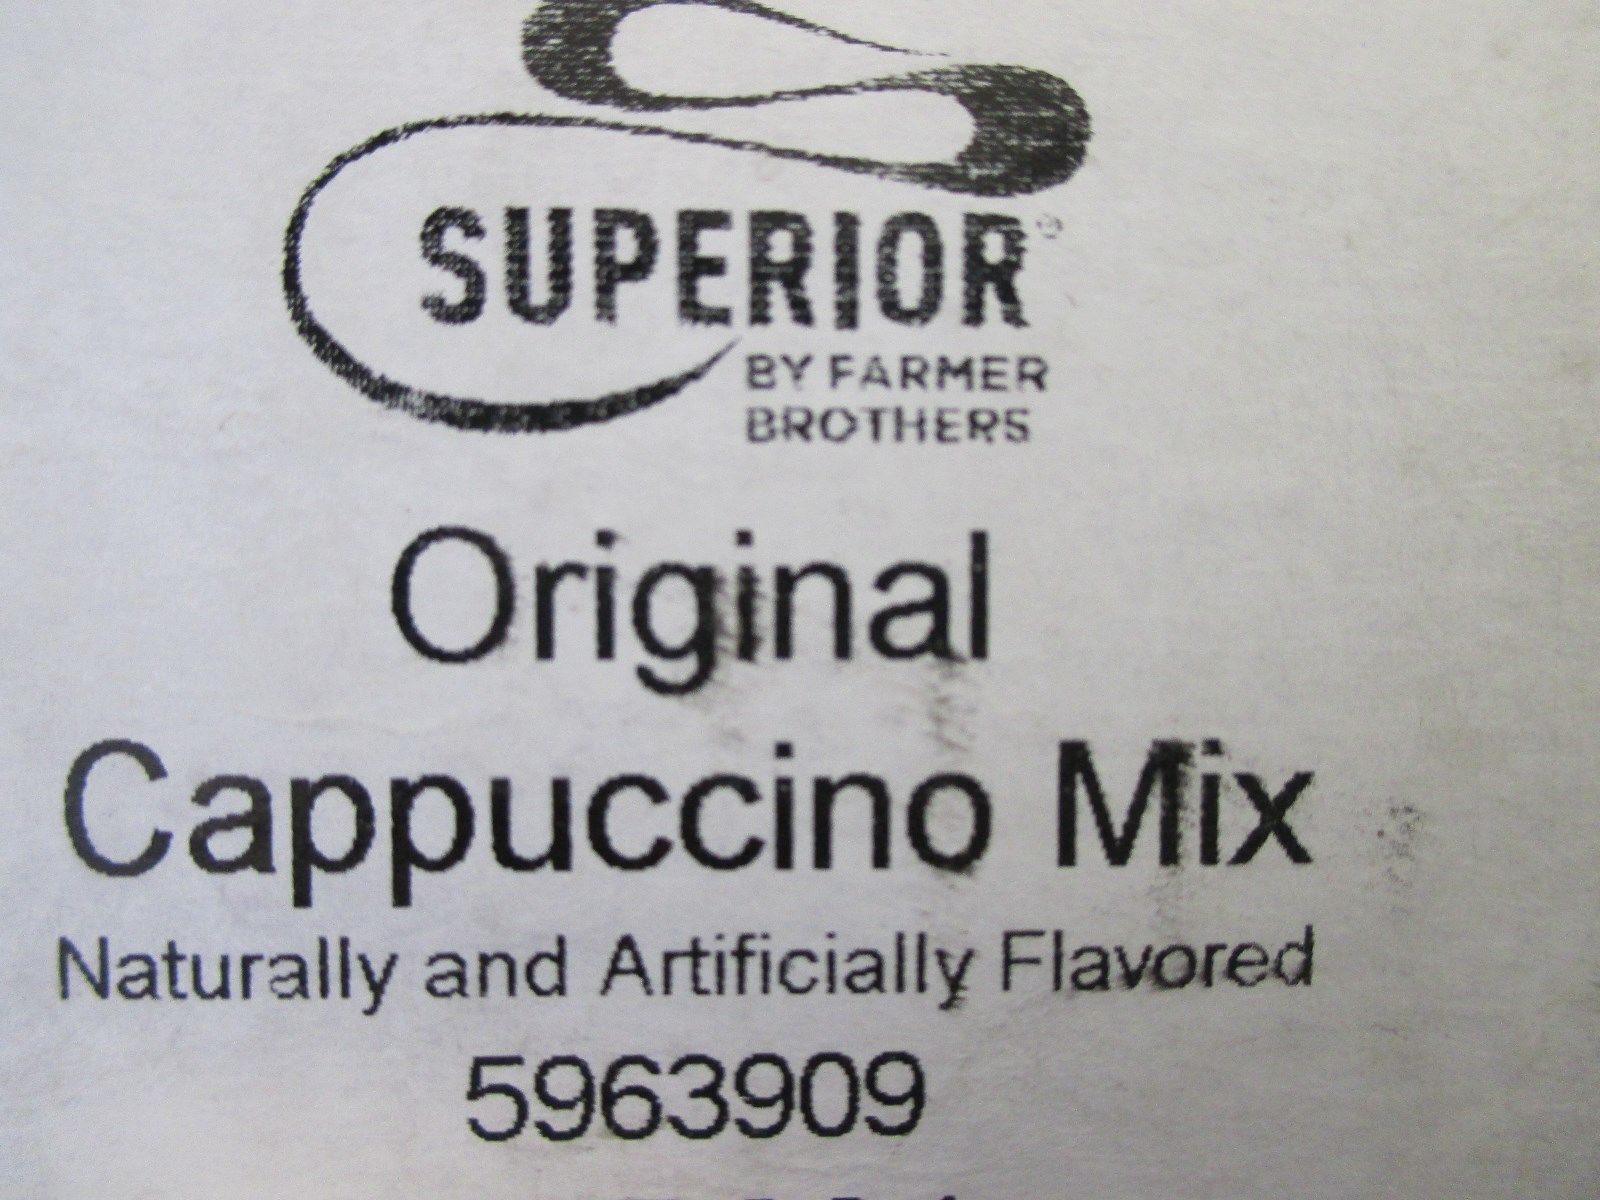 SUPERIOR
BY FARMER
BROTHERS
Original
Cappuccino Mix
Naturally and Artificially Flavored
5963909